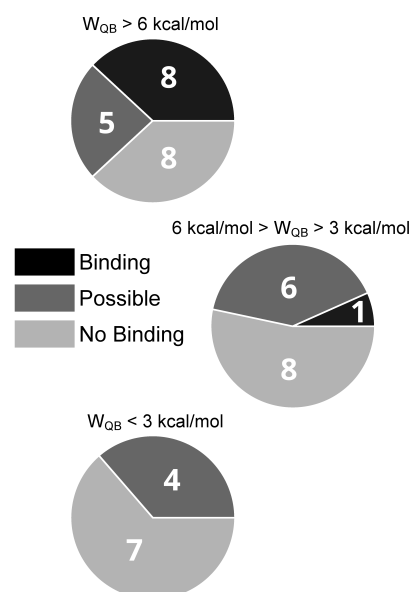 W_QB > 6 kcal/mol
8
5
8
6 kcal/mol > W_QB > 3 kcal/mol
Binding
Possible
No Binding
6
1
8
W_QB < 3 kcal/mol
4
7